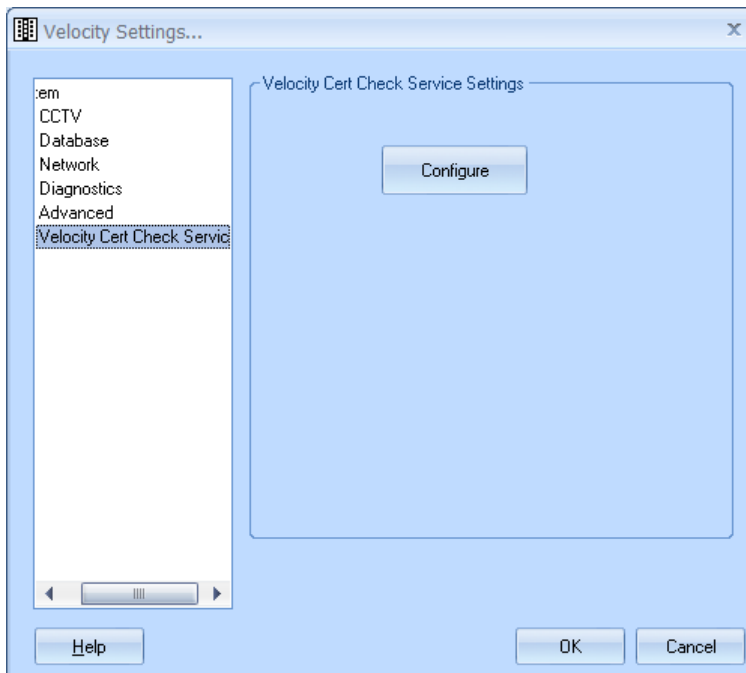 Velocity Settings...
x
:em
CCTV
Database
Network
Diagnostics
Advanced
Velocity Cert Check Servic
Velocity Cert Check Service Settings
Configure
Help
OK
Cancel